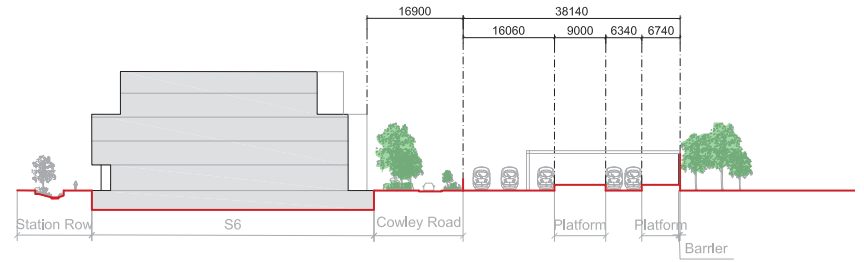 16900 38140
16060 9000 6340 6740
Station Row S6 Cowley Road Platform Platform
Barrier